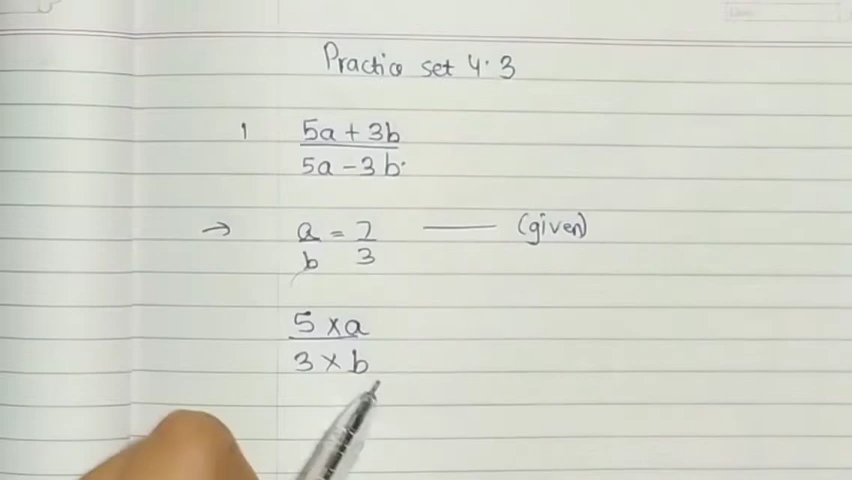 Practice set 4.3
1 5a + 3b
5a - 3b.
→ a = 7 —— (given)
b 3
5 × a
3 × b